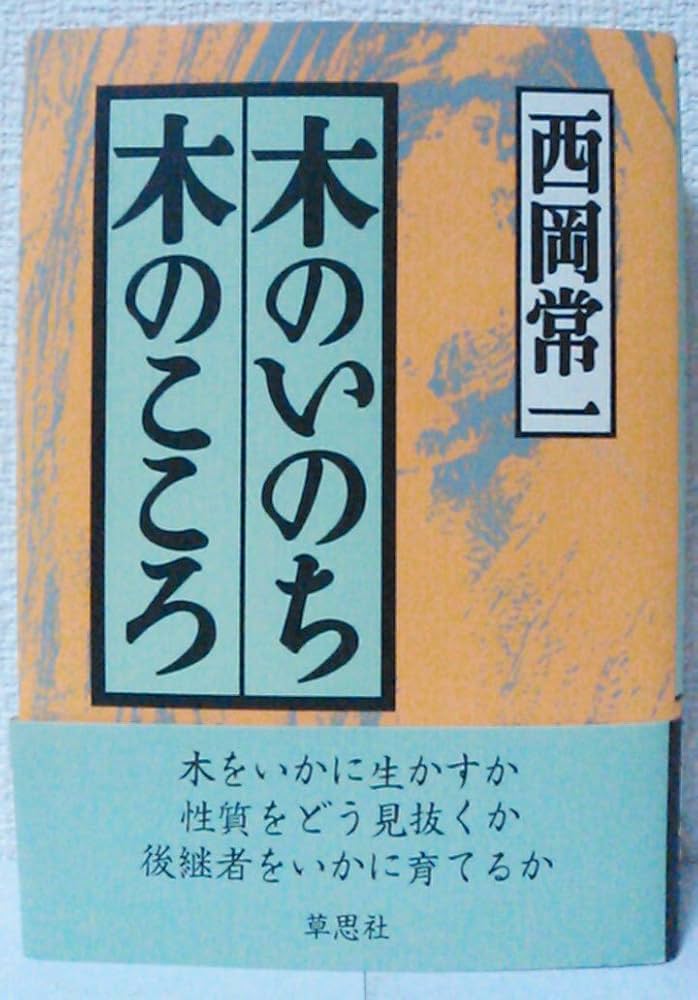 西岡常一
木のいのち
木のこころ
木をいかに生かすか
性質をどう見抜くか
後継者をいかに育てるか
草思社